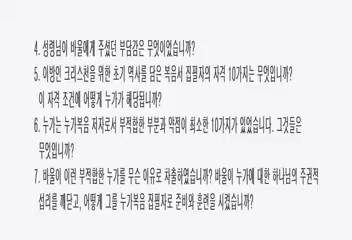 4. 성령님이 바울에게 주셨던 부담감은 무엇이었습니까?
5. 이방인 크리스천을 위한 초기 역사를 담은 복음서 집필자의 자격 10가지는 무엇입니까?
이 자격 조건에 어떻게 누가가 해당됩니까?
6. 누가는 누가복음 저자로서 부적합한 부분과 약점이 최소한 10가지가 있었습니다. 그것들은
무엇입니까?
7. 바울이 이런 부적합한 누가를 무슨 이유로 차출하였습니까? 바울이 누가에 대한 하나님의 주권적
섭리를 깨닫고, 어떻게 그를 누가복음 집필자로 준비와 훈련을 시켰습니까?